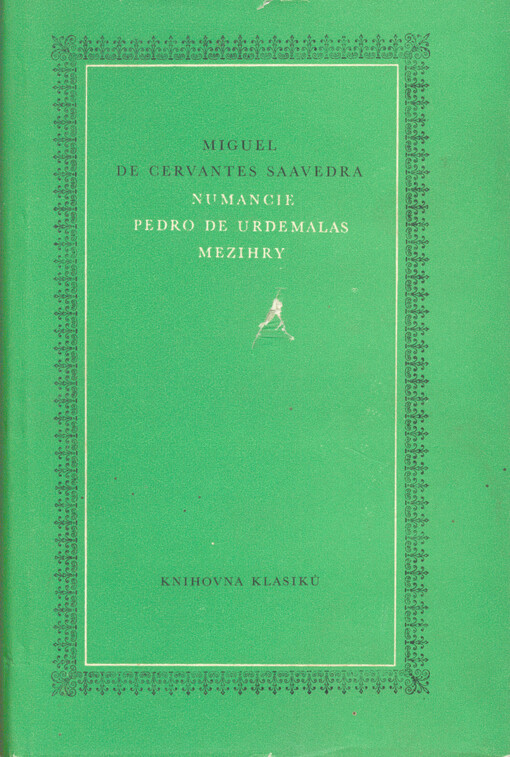 MIGUEL
DE CERVANTES SAAVEDRA
NUMANCIE
PEDRO DE URDEMALAS
MEZIHRY
KNIHOVNA KLASIKŮ